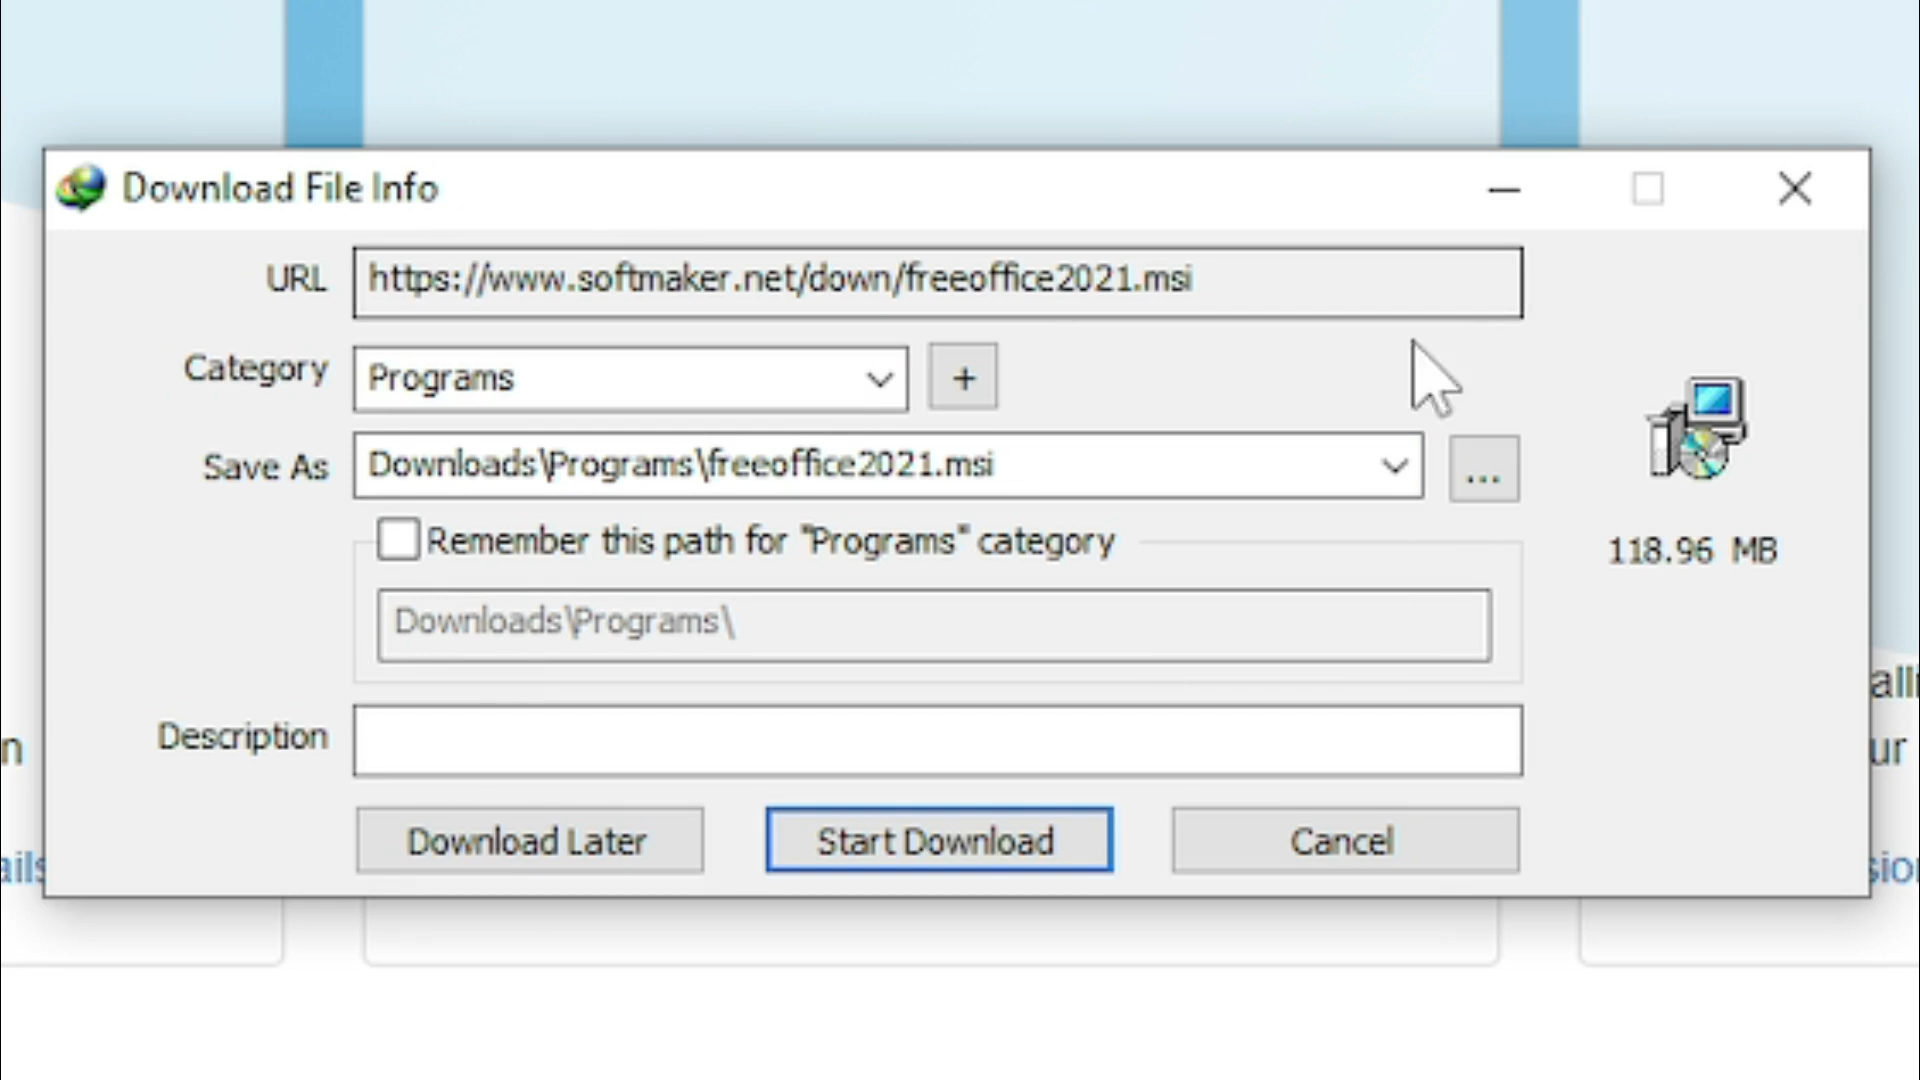 Download File Info
URL https://www.softmaker.net/down/freeoffice2021.msi
Category Programs +
Save As Downloads\Programs\freeoffice2021.msi ...
Remember this path for "Programs" category
118.96 MB
Downloads\Programs\
Description
Download Later Start Download Cancel